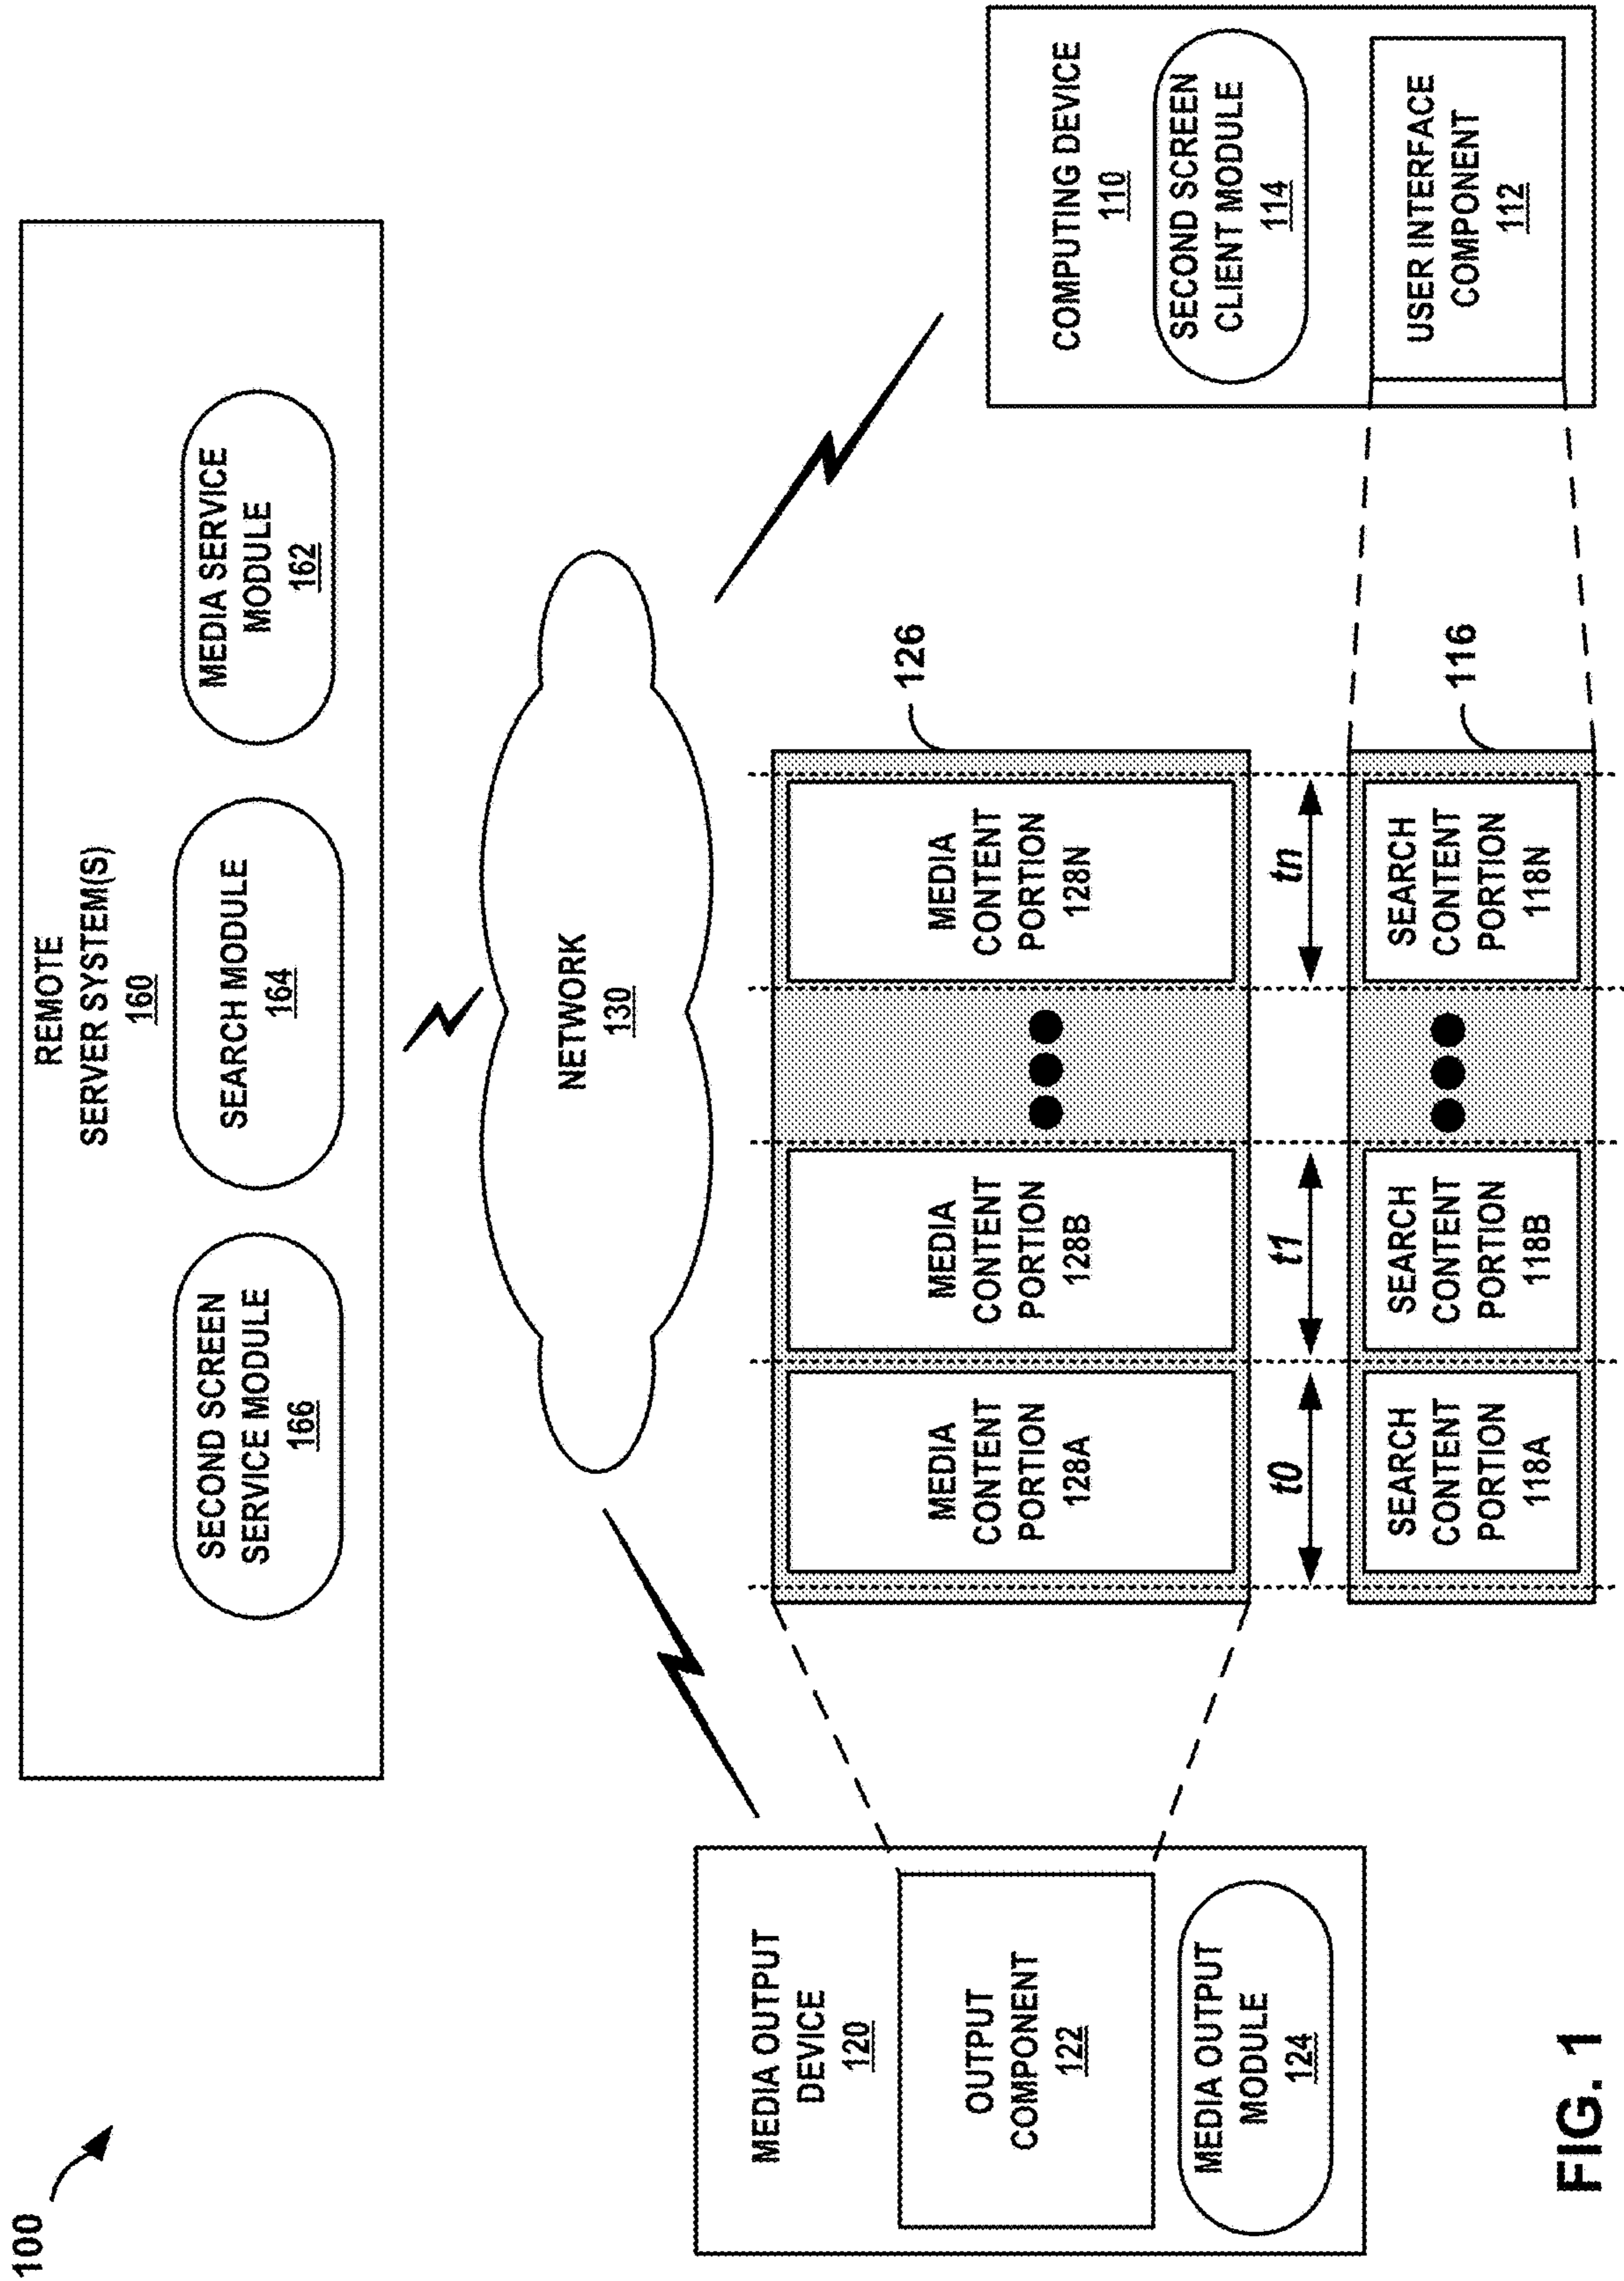 100
REMOTE
SERVER SYSTEM(S)
160
SECOND SCREEN
SERVICE MODULE
166
SEARCH MODULE
164
MEDIA SERVICE
MODULE
162
NETWORK
130
MEDIA OUTPUT
DEVICE
120
OUTPUT
COMPONENT
122
MEDIA OUTPUT
MODULE
124
126
MEDIA
CONTENT
PORTION
128A
MEDIA
CONTENT
PORTION
128B
MEDIA
CONTENT
PORTION
128N
t0
t1
tn
116
SEARCH
CONTENT
PORTION
118A
SEARCH
CONTENT
PORTION
118B
SEARCH
CONTENT
PORTION
118N
COMPUTING DEVICE
110
SECOND SCREEN
CLIENT MODULE
114
USER INTERFACE
COMPONENT
112
FIG. 1